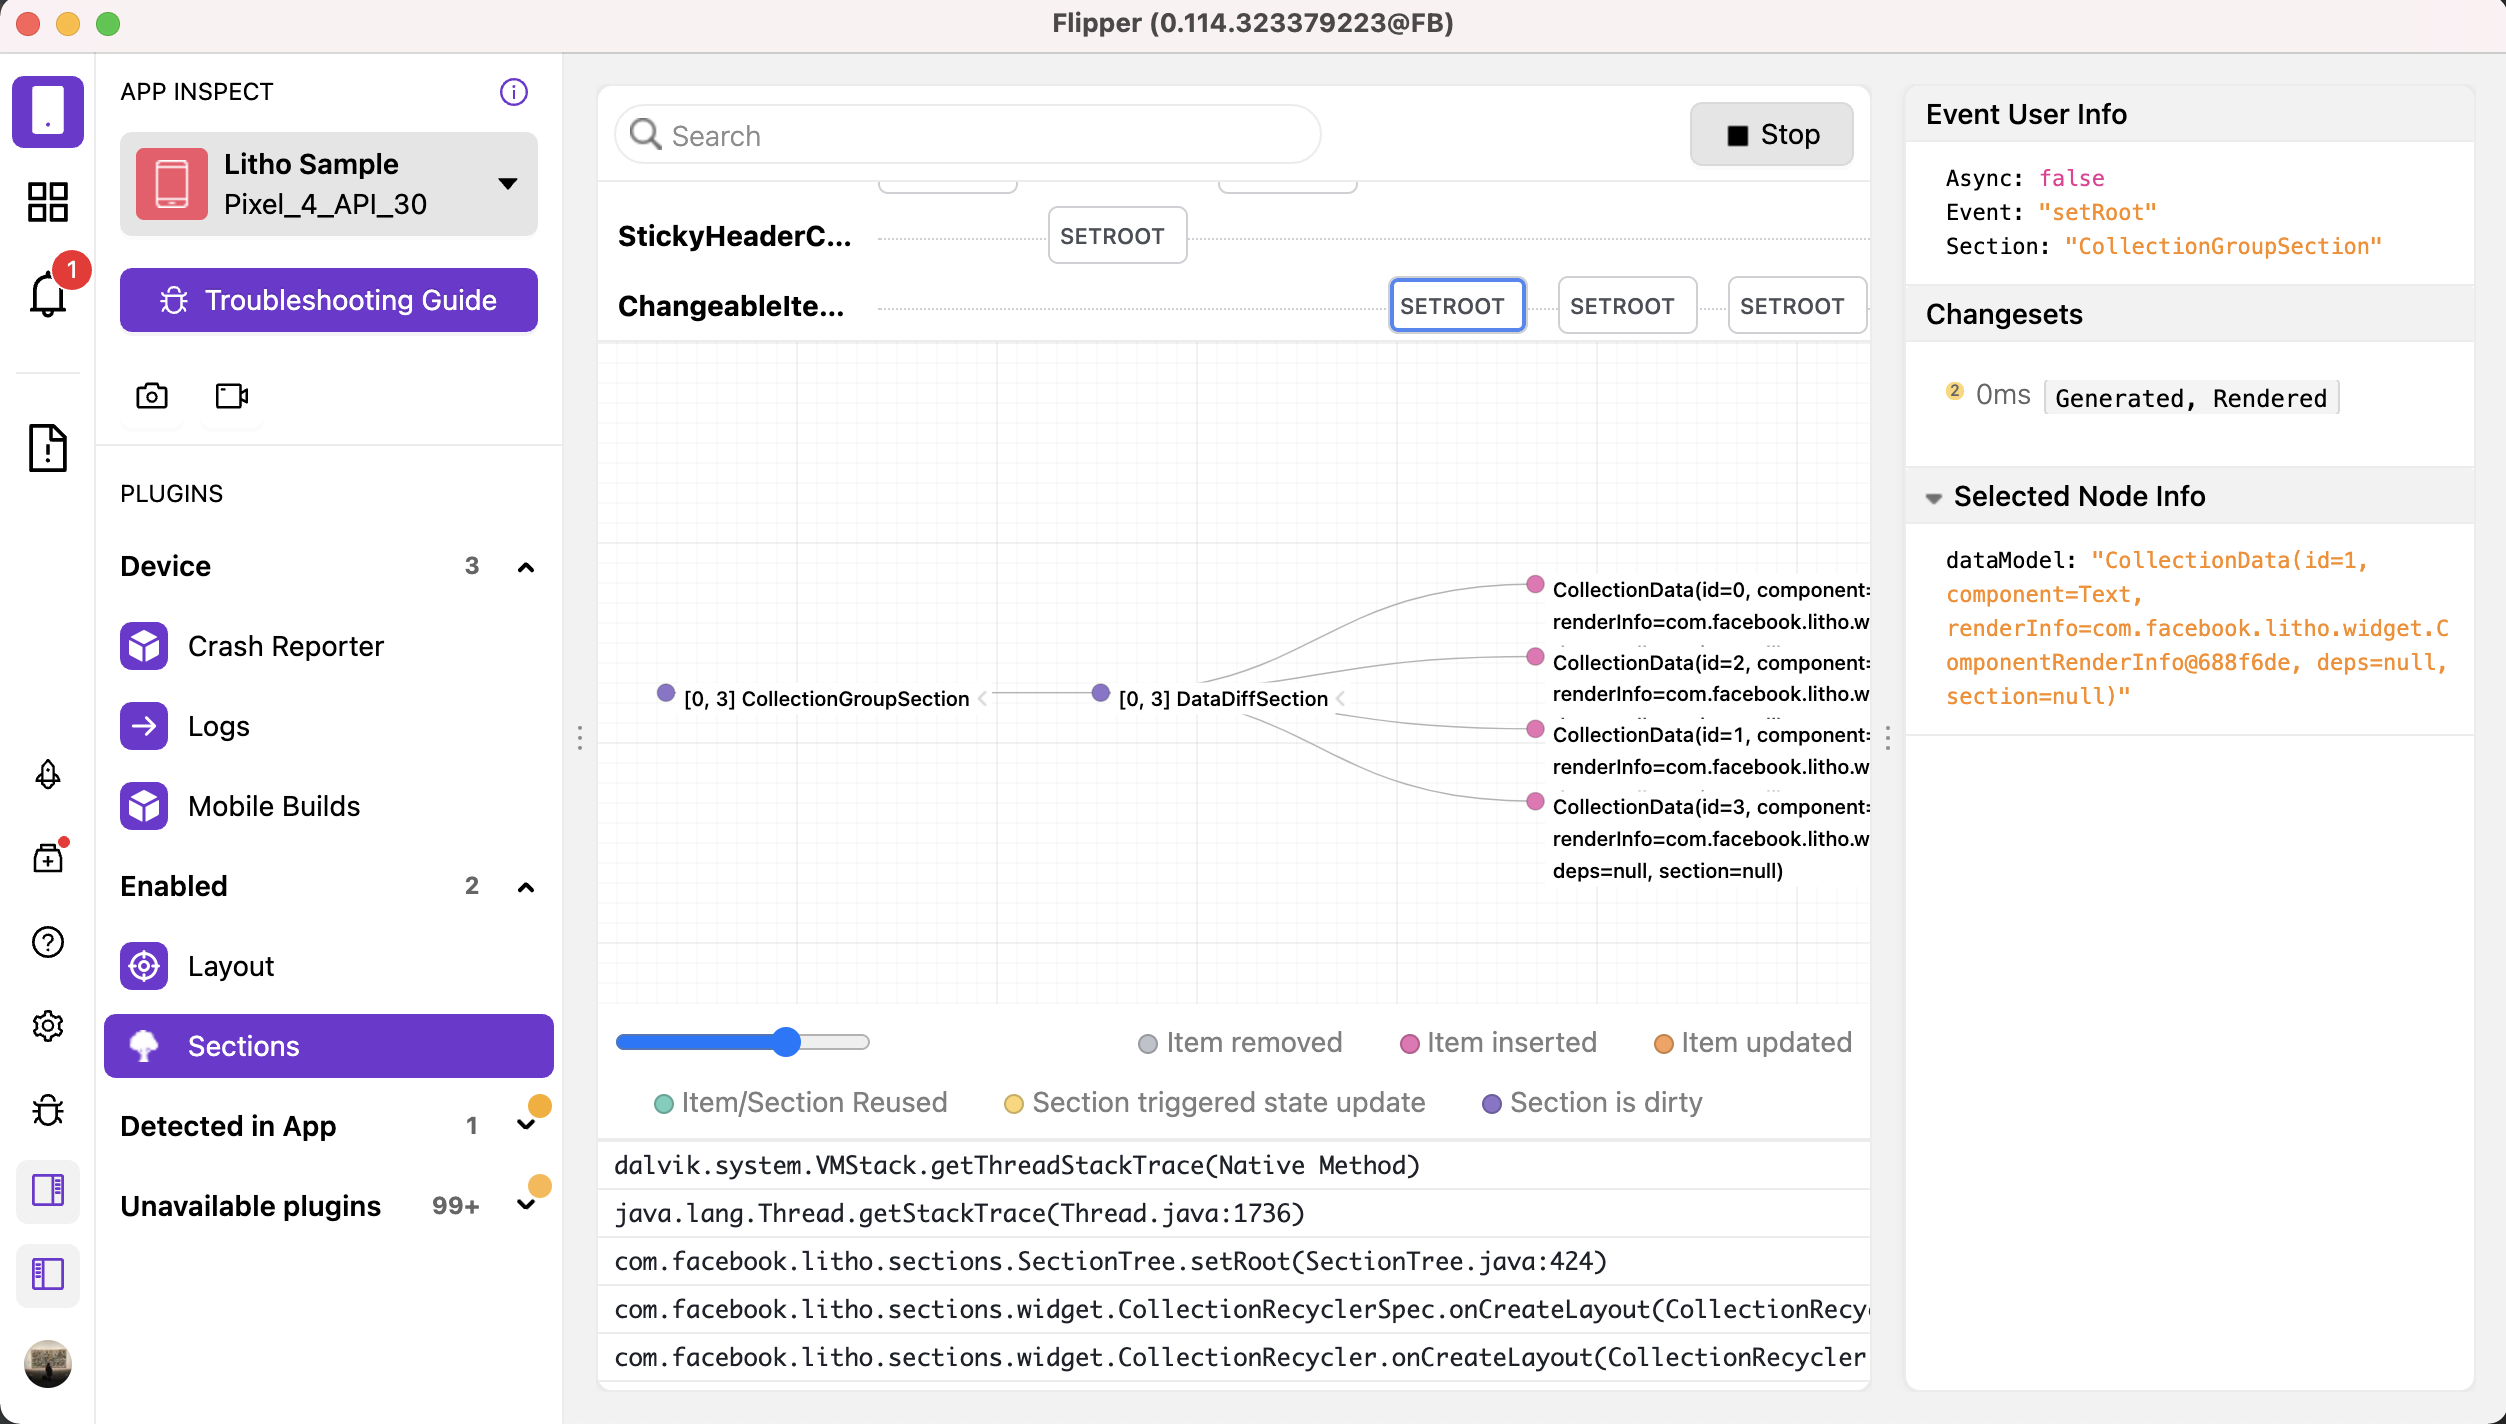 Flipper (0.114.323379223@FB)
APP INSPECT
Litho Sample
Pixel_4_API_30
Troubleshooting Guide
1
PLUGINS
Device 3
Crash Reporter
Logs
Mobile Builds
Enabled 2
Layout
Sections
Detected in App 1
Unavailable plugins 99+
Search
Stop
StickyHeaderC... SETROOT
ChangeableIte... SETROOT SETROOT SETROOT
[0, 3] CollectionGroupSection
[0, 3] DataDiffSection
CollectionData(id=0, component=
renderInfo=com.facebook.litho.w
CollectionData(id=2, component=
renderInfo=com.facebook.litho.w
CollectionData(id=1, component=
renderInfo=com.facebook.litho.w
CollectionData(id=3, component=
renderInfo=com.facebook.litho.w
deps=null, section=null)
Item removed Item inserted Item updated
Item/Section Reused Section triggered state update Section is dirty
dalvik.system.VMStack.getThreadStackTrace(Native Method)
java.lang.Thread.getStackTrace(Thread.java:1736)
com.facebook.litho.sections.SectionTree.setRoot(SectionTree.java:424)
com.facebook.litho.sections.widget.CollectionRecyclerSpec.onCreateLayout(CollectionRecyc
com.facebook.litho.sections.widget.CollectionRecycler.onCreateLayout(CollectionRecycler
Event User Info
Async: false
Event: "setRoot"
Section: "CollectionGroupSection"
Changesets
2 0ms Generated, Rendered
Selected Node Info
dataModel: "CollectionData(id=1,
component=Text,
renderInfo=com.facebook.litho.widget.C
omponentRenderInfo@688f6de, deps=null,
section=null)"